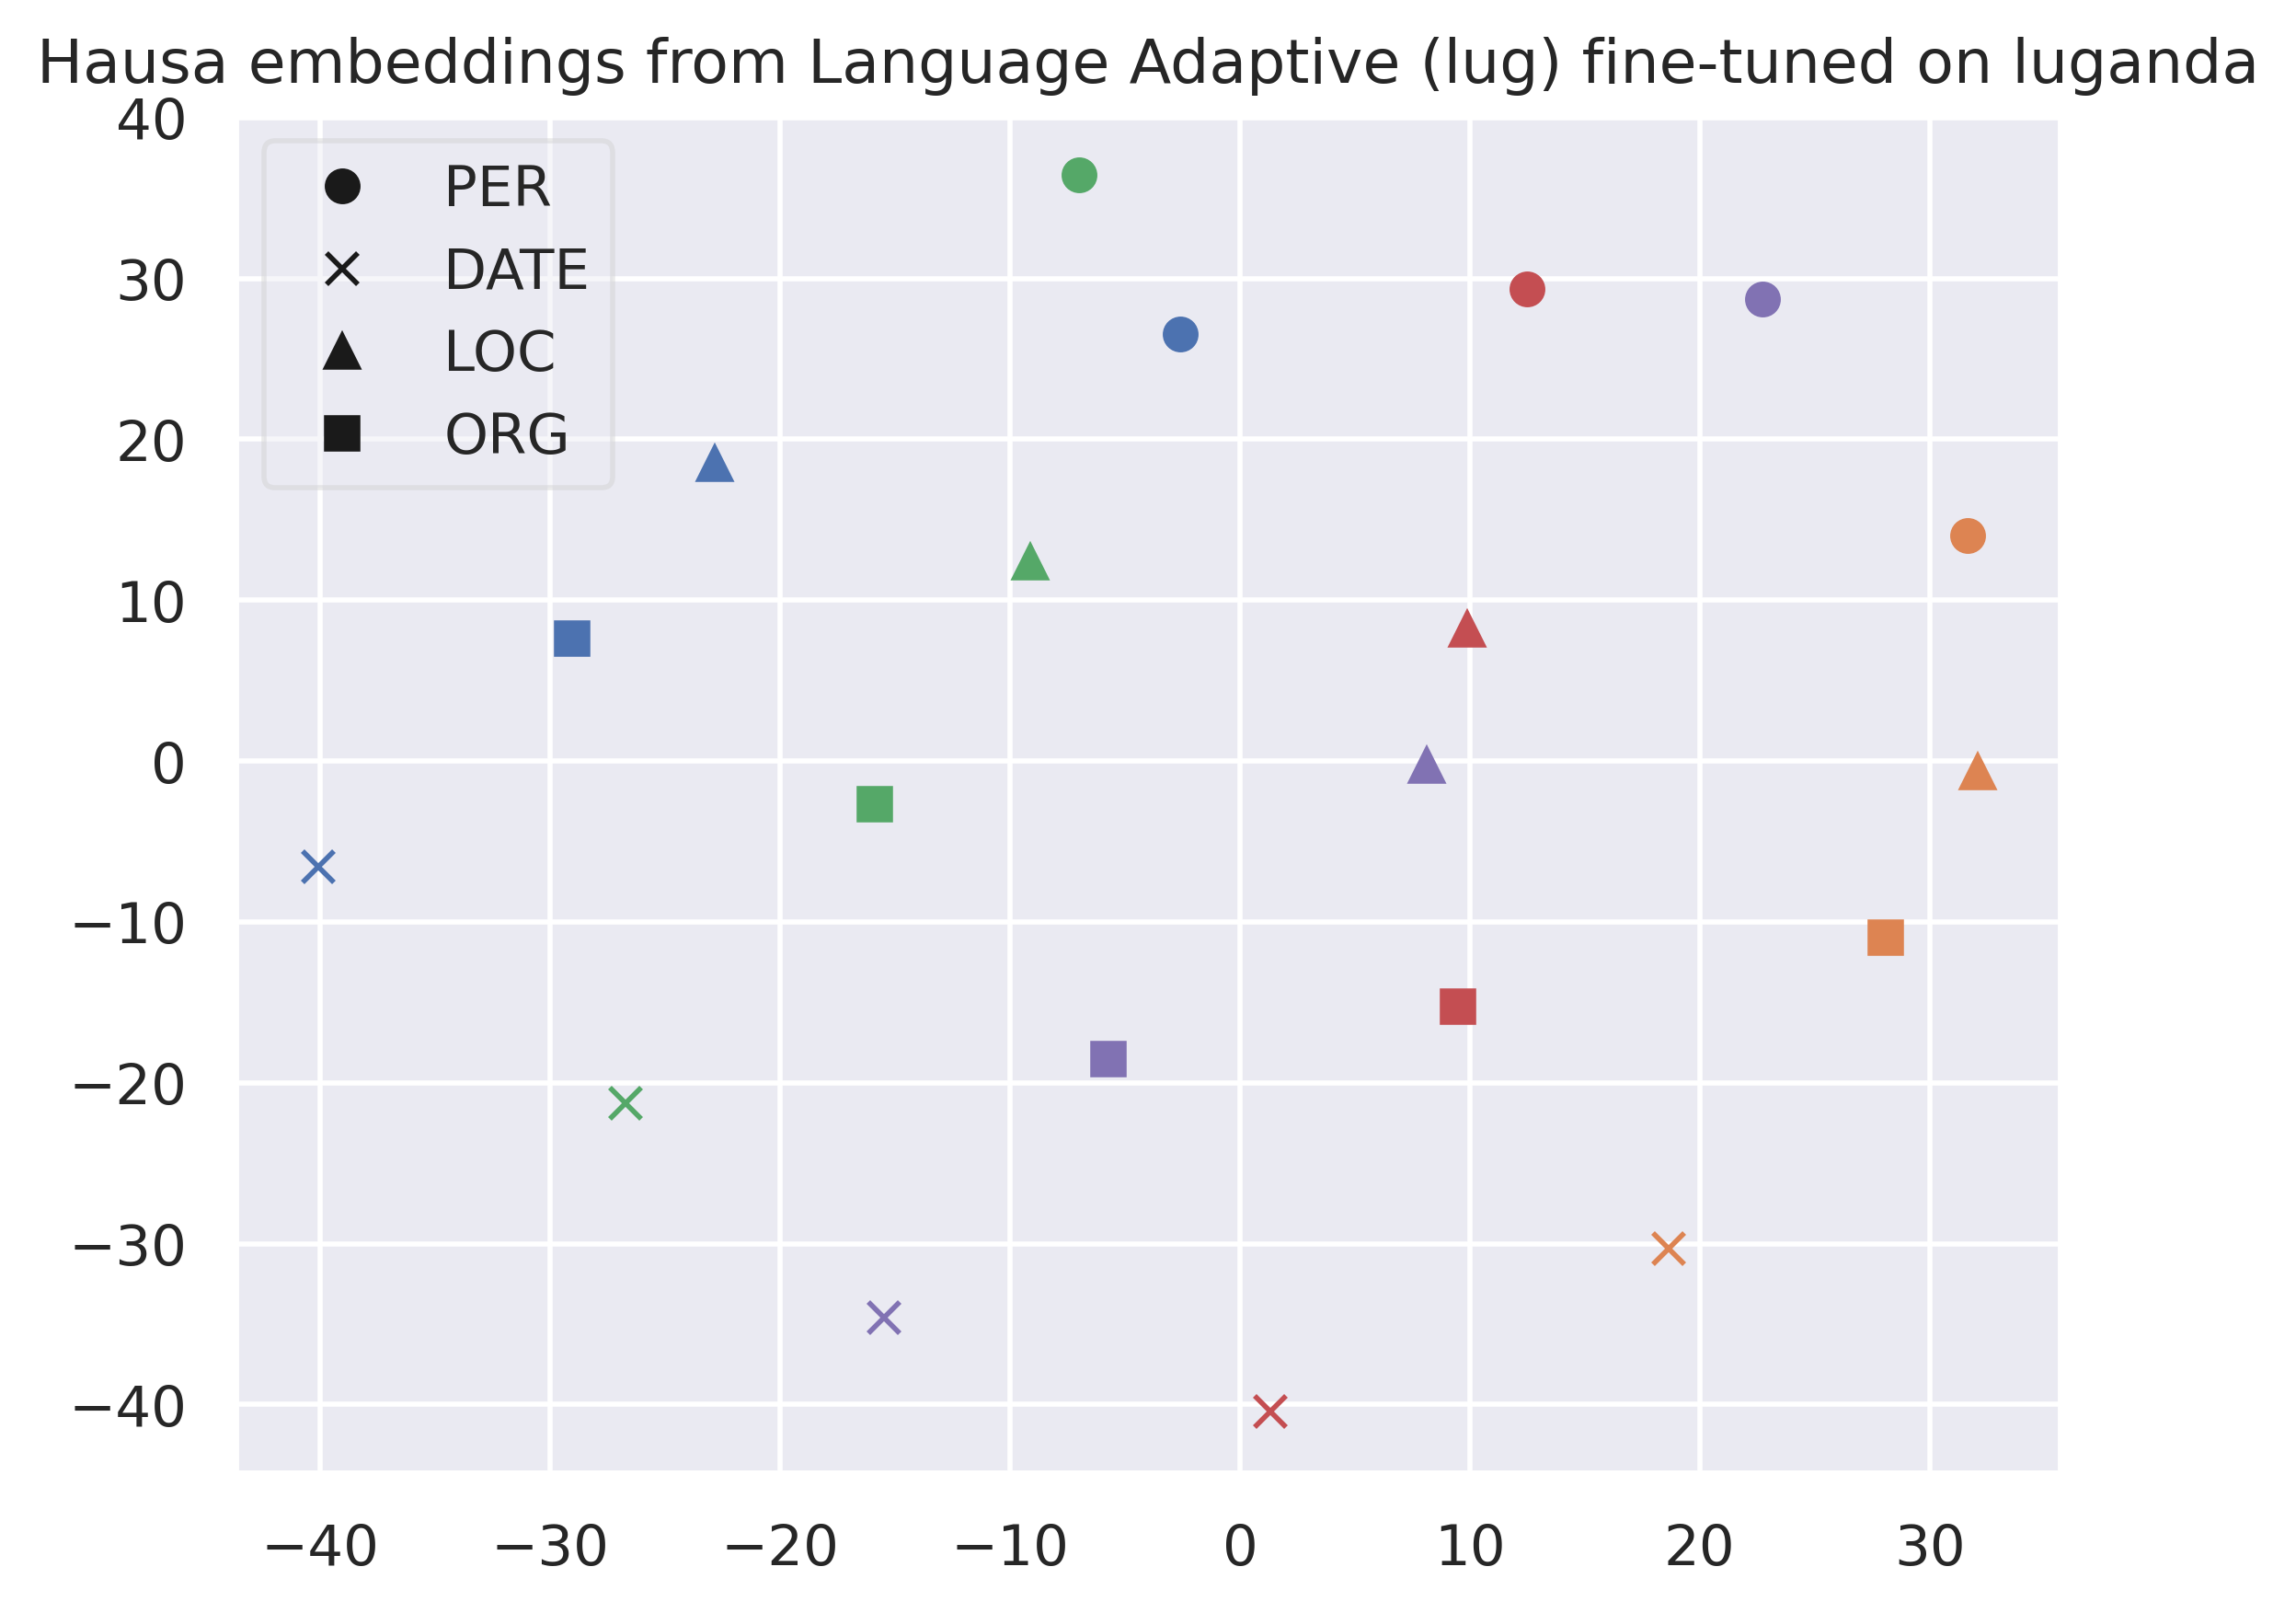 Hausa embeddings from Language Adaptive (lug) fine-tuned on luganda
40
30
20
10
0
−10
−20
−30
−40
PER
DATE
LOC
ORG
−40 −30 −20 −10 0 10 20 30